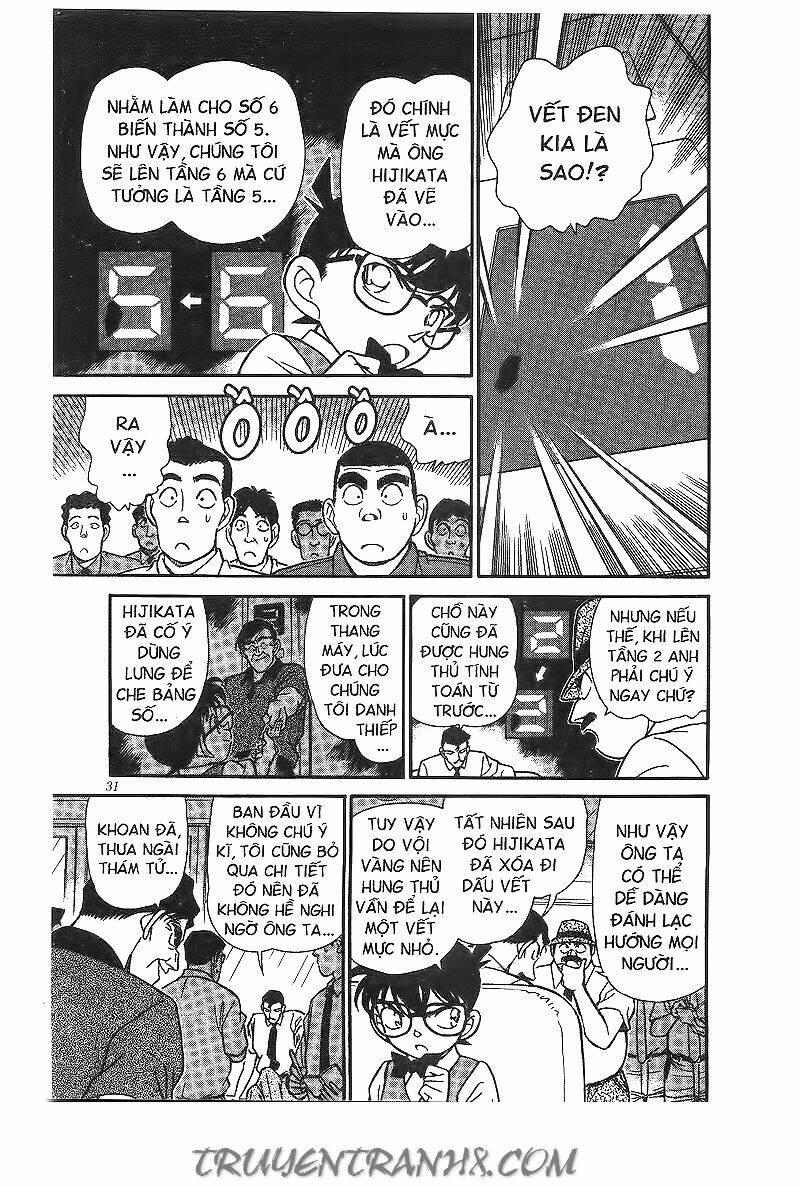 VẾT ĐEN
KIA LÀ
SAO!?
ĐÓ CHÍNH
LÀ VẾT MỰC
MÀ ÔNG
HIJIKATA
ĐÃ VẼ
VÀO...
NHẰM LÀM CHO SỐ 6
BIẾN THÀNH SỐ 5.
NHƯ VẬY, CHÚNG TÔI
SẼ LÊN TẦNG 6 MÀ CỨ
TƯỞNG LÀ TẦNG 5...
5 6
À...
RA
VẬY
...
NHƯNG NẾU
THẾ, KHI LÊN
TẦNG 2 ANH
PHẢI CHÚ Ý
NGAY CHỨ?
2
3
CHỖ NÀY
CŨNG ĐÃ
ĐƯỢC HUNG
THỦ TÍNH
TOÁN TỪ
TRƯỚC...
TRONG
THANG
MÁY, LÚC
ĐƯA CHO
CHÚNG
TÔI DANH
THIẾP
...
HIJIKATA
ĐÃ CỐ Ý
DÙNG
LƯNG ĐỂ
CHE BẢNG
SỐ...
31
NHƯ VẬY
ÔNG TA
CÓ THỂ
DỄ DÀNG
ĐÁNH LẠC
HƯỚNG MỌI
NGƯỜI...
TẤT NHIÊN SAU
ĐÓ HIJIKATA
ĐÃ XÓA ĐI
DẤU VẾT
NÀY...
TUY VẬY
DO VỘI
VÀNG NÊN
HUNG THỦ
VẪN ĐỂ LẠI
MỘT VẾT
MỰC NHỎ.
BAN ĐẦU VÌ
KHÔNG CHÚ Ý
KĨ, TÔI CŨNG BỎ
QUA CHI TIẾT
ĐÓ NÊN ĐÃ
KHÔNG HỀ NGHI
NGỜ ÔNG TA...
KHOAN ĐÃ,
THƯA NGÀI
THÁM TỬ...
TRUYENTRANH8.COM